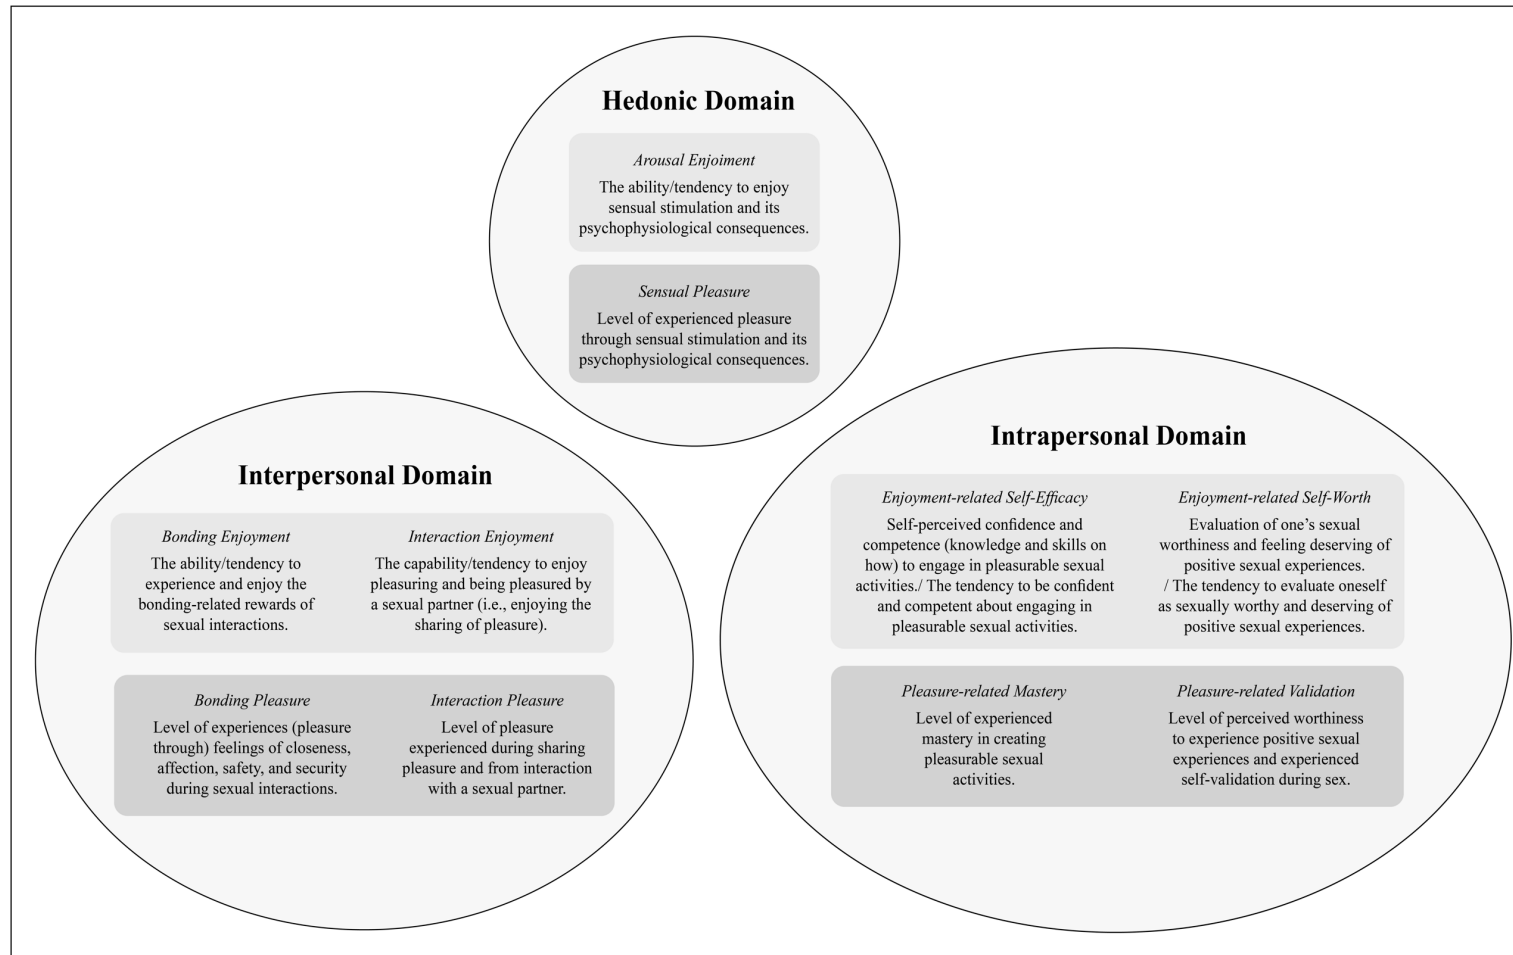 Hedonic Domain
Arousal Enjoiment
The ability/tendency to enjoy
sensual stimulation and its
psychophysiological consequences.
Sensual Pleasure
Level of experienced pleasure
through sensual stimulation and its
psychophysiological consequences.
Interpersonal Domain
Bonding Enjoyment
The ability/tendency to
experience and enjoy the
bonding-related rewards of
sexual interactions.
Interaction Enjoyment
The capability/tendency to enjoy
pleasuring and being pleasured by
a sexual partner (i.e., enjoying the
sharing of pleasure).
Bonding Pleasure
Level of experiences (pleasure
through) feelings of closeness,
affection, safety, and security
during sexual interactions.
Interaction Pleasure
Level of pleasure
experienced during sharing
pleasure and from interaction
with a sexual partner.
Intrapersonal Domain
Enjoyment-related Self-Efficacy
Self-perceived confidence and
competence (knowledge and skills on
how) to engage in pleasurable sexual
activities./ The tendency to be confident
and competent about engaging in
pleasurable sexual activities.
Enjoyment-related Self-Worth
Evaluation of one’s sexual
worthiness and feeling deserving of
positive sexual experiences.
/ The tendency to evaluate oneself
as sexually worthy and deserving of
positive sexual experiences.
Pleasure-related Mastery
Level of experienced
mastery in creating
pleasurable sexual
activities.
Pleasure-related Validation
Level of perceived worthiness
to experience positive sexual
experiences and experienced
self-validation during sex.